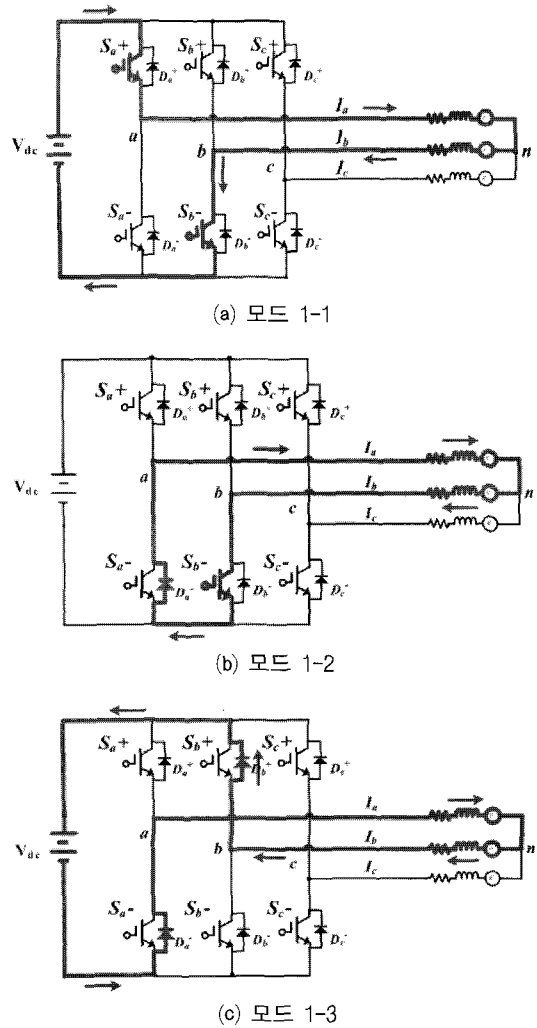 Sa+ Sb+ Sc+
Da+ Db+ Dc+
Vdc
Ia
a
Ib
b
n
c
Ic
Sa- Sb- Sc-
Da- Db- Dc-
(a) 모드 1-1
Sa+ Sb+ Sc+
Da+ Db+ Dc+
Vdc
Ia
a
Ib
b
n
c
Ic
Sa- Sb- Sc-
Da- Db- Dc-
(b) 모드 1-2
Sa+ Sb+ Sc+
Da+ Db+ Dc+
Vdc
Ia
a
Ib
b
n
c
Ic
Sa- Sb- Sc-
Da- Db- Dc-
(c) 모드 1-3